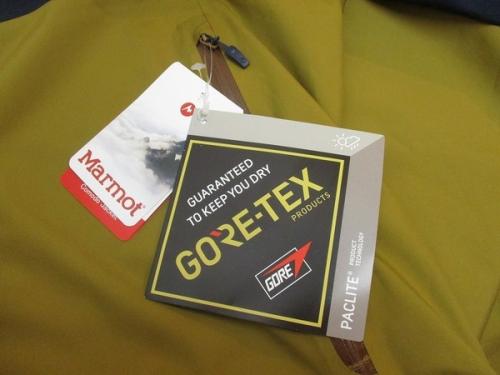 Marmot
GUARANTEED
TO KEEP YOU DRY
GORE-TEX
PRODUCTS
GORE
PACLITE®
PRODUCT
TECHNOLOGY